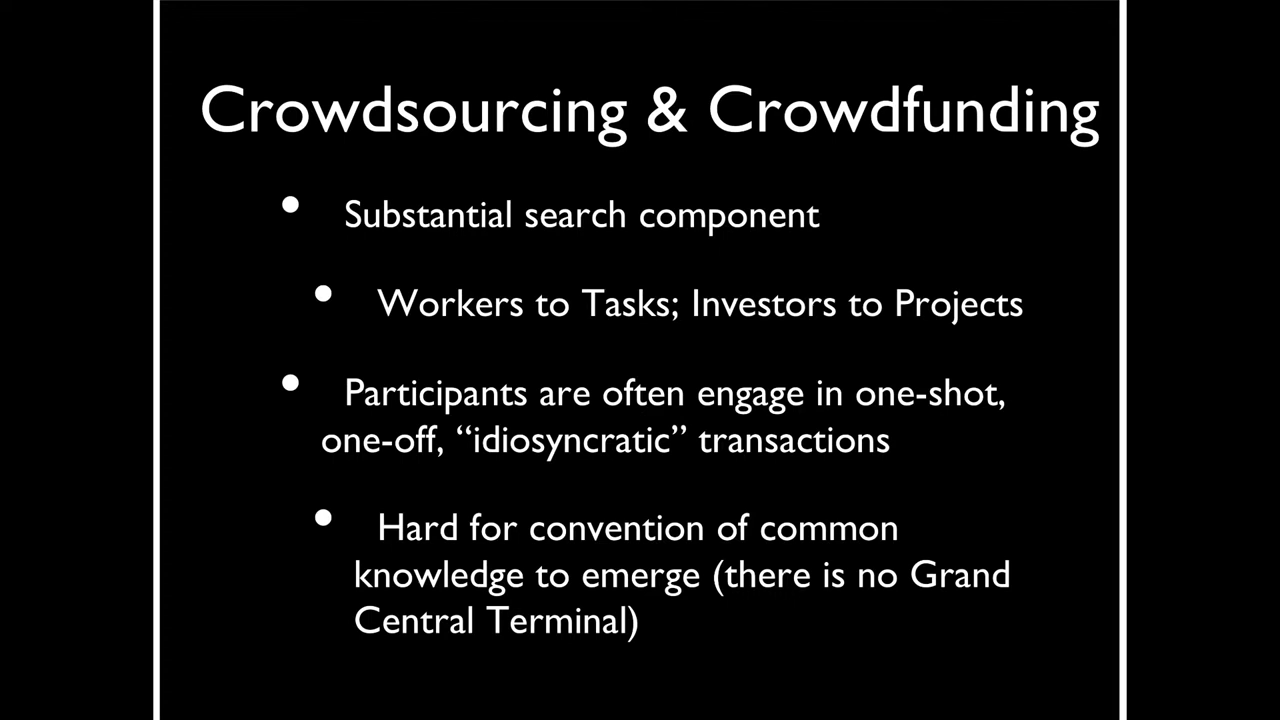 Crowdsourcing & Crowdfunding
• Substantial search component
• Workers to Tasks; Investors to Projects
• Participants are often engage in one-shot,
one-off, “idiosyncratic” transactions
• Hard for convention of common
knowledge to emerge (there is no Grand
Central Terminal)